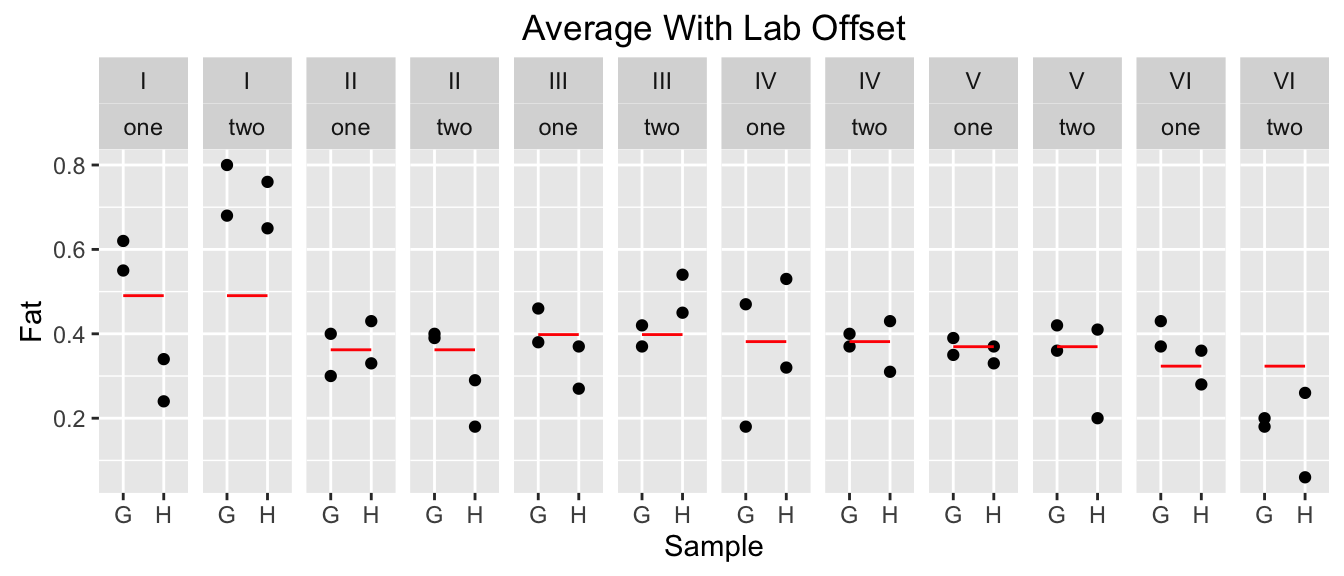 Average With Lab Offset
I I II II III III IV IV V V VI VI
one two one two one two one two one two one two
0.8
0.6
0.4
0.2
Fat
G H G H G H G H G H G H G H G H G H G H G H G H
Sample